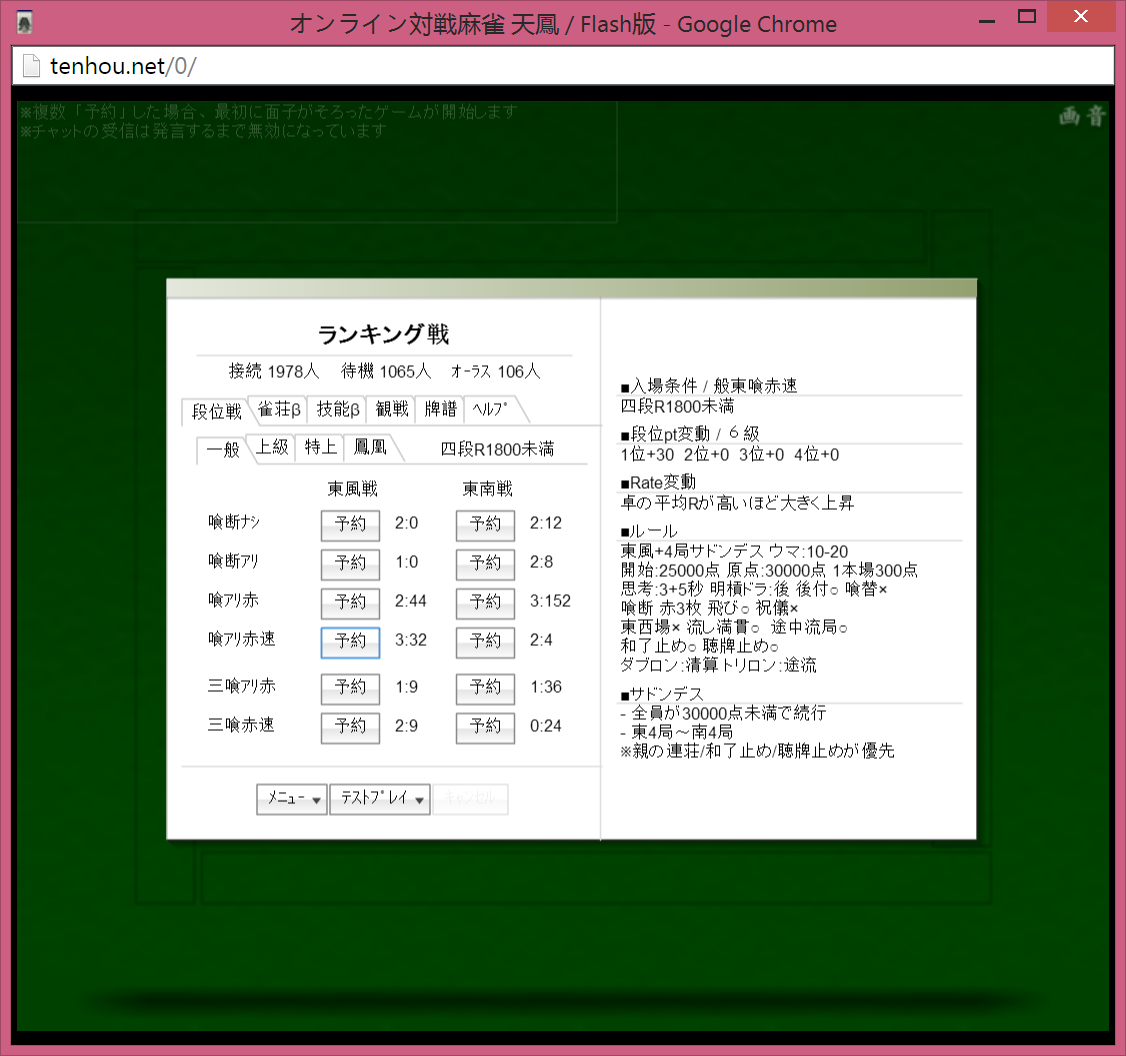 オンライン対戦麻雀 天鳳 / Flash版 - Google Chrome
tenhou.net/0/
※複数「予約」した場合、最初に面子がそろったゲームが開始します
※チャットの受信は発言するまで無効になっています
画 音
ランキング戦
接続 1978人 待機 1065人 ｵｰﾗｽ 106人
段位戦 雀荘β 技能β 観戦 牌譜 ﾍﾙﾌﾟ
一般 上級 特上 鳳凰 四段R1800未満
東風戦 東南戦
喰断ﾅｼ 予約 2:0 予約 2:12
喰断ｱﾘ 予約 1:0 予約 2:8
喰ｱﾘ赤 予約 2:44 予約 3:152
喰ｱﾘ赤速 予約 3:32 予約 2:4
三喰ｱﾘ赤 予約 1:9 予約 1:36
三喰赤速 予約 2:9 予約 0:24
ﾒﾆｭｰ ﾃｽﾄﾌﾟﾚｲ ｷｬﾝｾﾙ
■入場条件 / 般東喰赤速
四段R1800未満
■段位pt変動 / ６級
1位+30 2位+0 3位+0 4位+0
■Rate変動
卓の平均Rが高いほど大きく上昇
■ルール
東風+4局サドンデス ウマ:10-20
開始:25000点 原点:30000点 1本場300点
思考:3+5秒 明槓ドラ:後 後付○ 喰替×
喰断 赤3枚 飛び○ 祝儀×
東西場× 流し満貫○ 途中流局○
和了止め○ 聴牌止め○
ダブロン:清算 トリロン:途流
■サドンデス
- 全員が30000点未満で続行
- 東4局～南4局
※親の連荘/和了止め/聴牌止めが優先